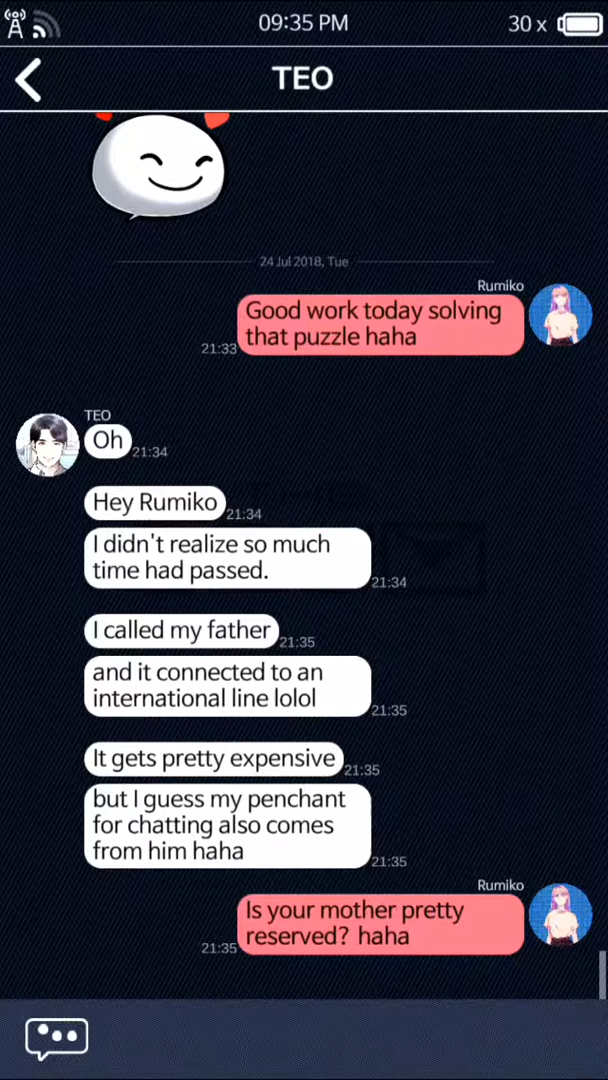 09:35 PM
30 x
TEO
24 Jul 2018, Tue
Rumiko
Good work today solving
that puzzle haha
21:33
TEO
Oh
21:34
Hey Rumiko
21:34
I didn't realize so much
time had passed.
21:34
I called my father
21:35
and it connected to an
international line lolol
21:35
It gets pretty expensive
21:35
but I guess my penchant
for chatting also comes
from him haha
21:35
Rumiko
Is your mother pretty
reserved? haha
21:35